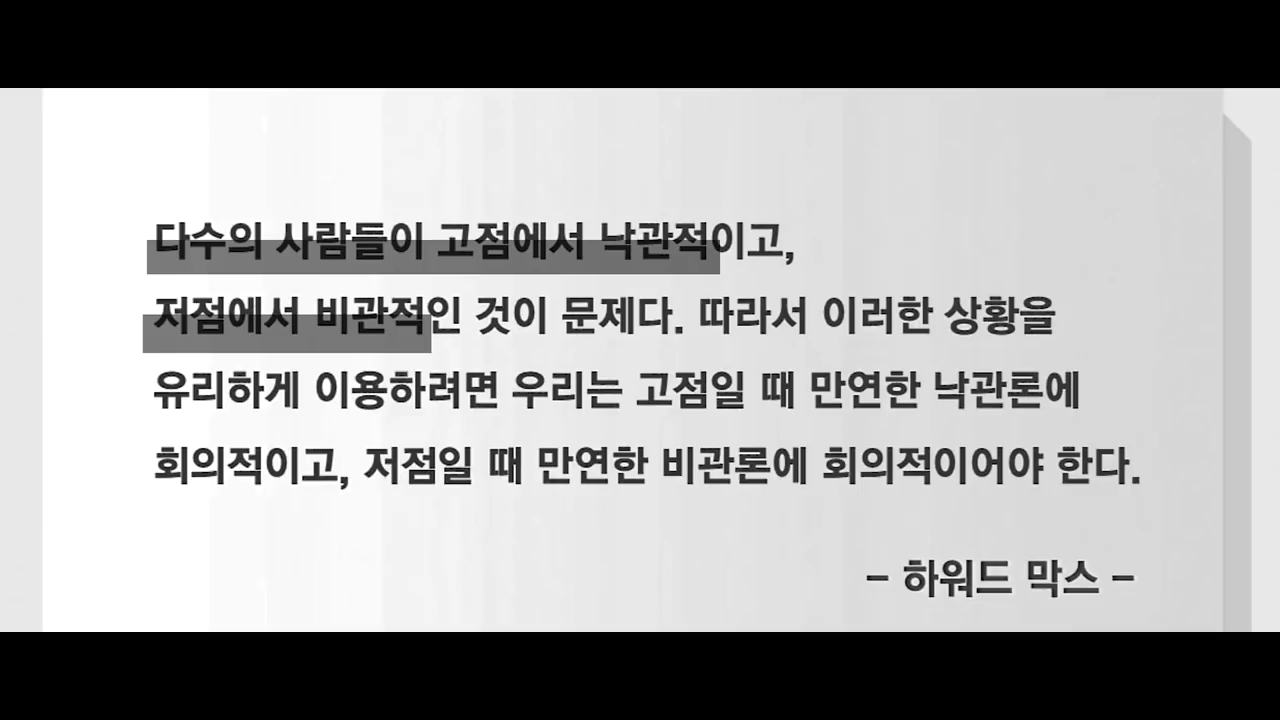 다수의 사람들이 고점에서 낙관적이고,
저점에서 비관적인 것이 문제다. 따라서 이러한 상황을
유리하게 이용하려면 우리는 고점일 때 만연한 낙관론에
회의적이고, 저점일 때 만연한 비관론에 회의적이어야 한다.
– 하워드 막스 –